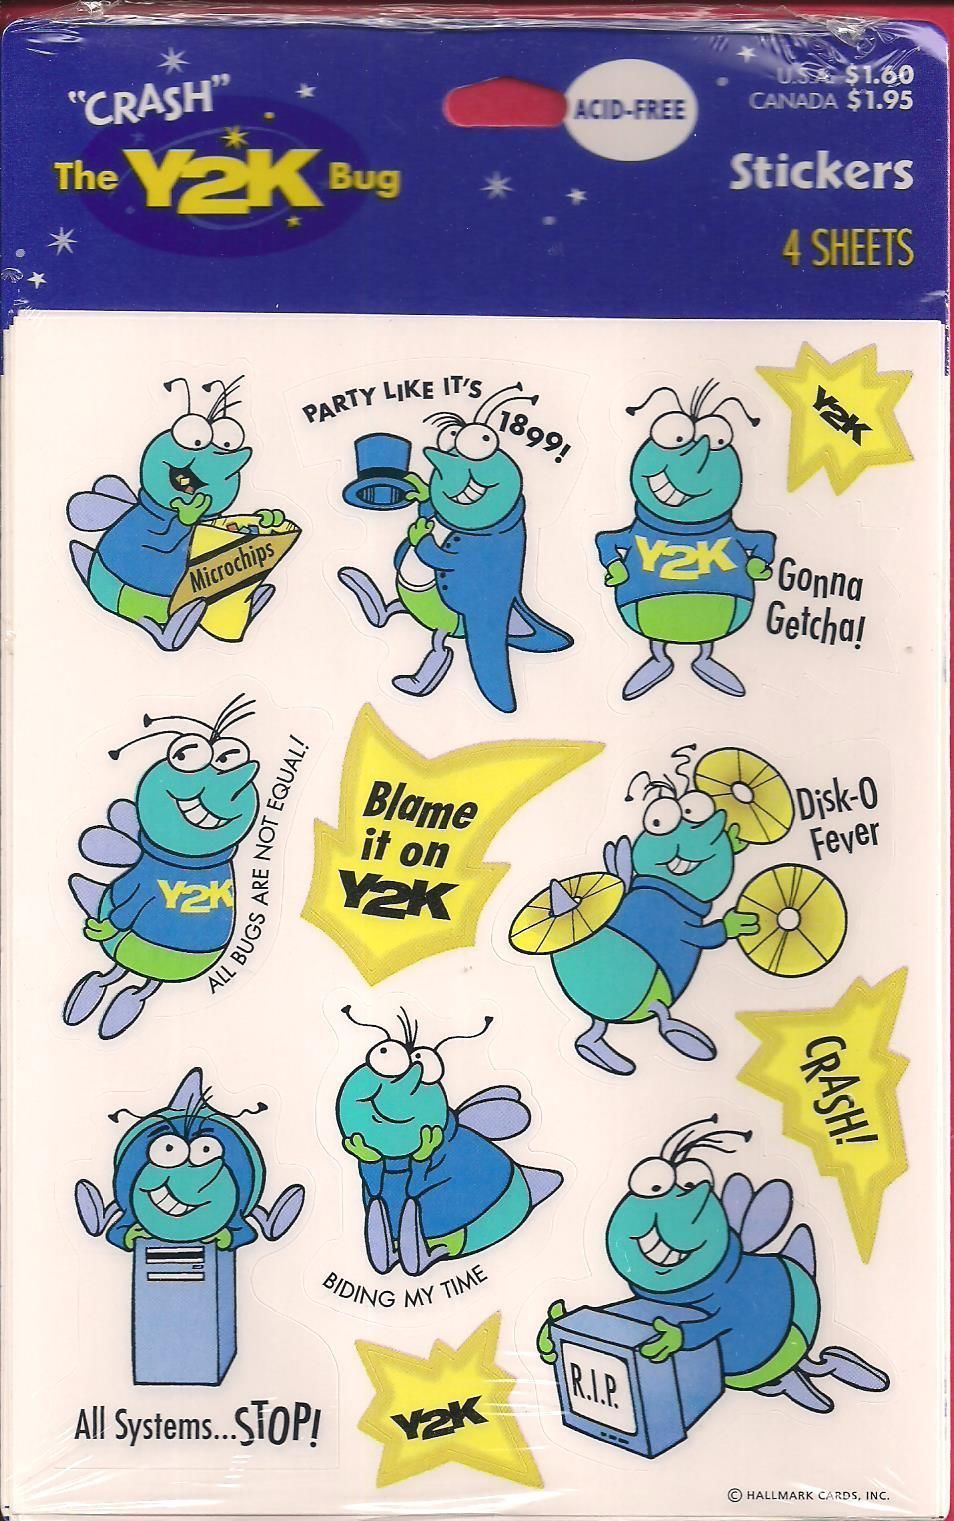 "CRASH"
The Y2K Bug
ACID-FREE
U.S.A. $1.60
CANADA $1.95
Stickers
4 SHEETS
Microchips
PARTY LIKE IT'S 1899!
Y2K
Y2K
Gonna
Getcha!
Y2K
ALL BUGS ARE NOT EQUAL!
Blame
it on
Y2K
DISK-O
FEVER
CRASH!
All Systems...STOP!
BIDING MY TIME
Y2K
R.I.P.
© HALLMARK CARDS, INC.